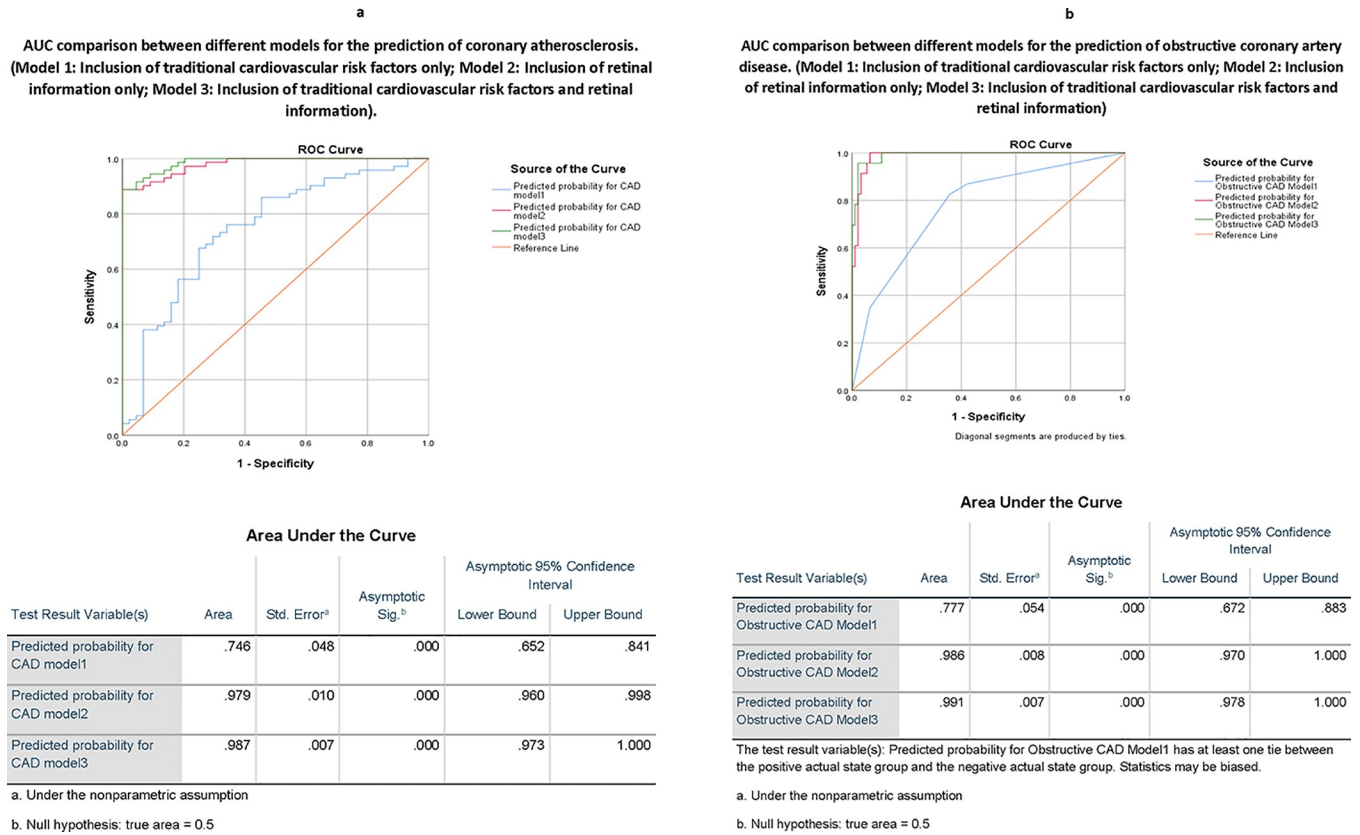 a
AUC comparison between different models for the prediction of coronary atherosclerosis.
(Model 1: Inclusion of traditional cardiovascular risk factors only; Model 2: Inclusion of retinal
information only; Model 3: Inclusion of traditional cardiovascular risk factors and retinal
information).
ROC Curve
1.0
0.8
0.6
0.4
0.2
0.0
Sensitivity
0.0 0.2 0.4 0.6 0.8 1.0
1 - Specificity
Source of the Curve
Predicted probability for CAD
model1
Predicted probability for CAD
model2
Predicted probability for CAD
model3
Reference Line
Area Under the Curve
Asymptotic 95% Confidence
Interval
Test Result Variable(s) Area Std. Errorᵃ Asymptotic
Sig.ᵇ Lower Bound Upper Bound
Predicted probability for
CAD model1 .746 .048 .000 .652 .841
Predicted probability for
CAD model2 .979 .010 .000 .960 .998
Predicted probability for
CAD model3 .987 .007 .000 .973 1.000
a. Under the nonparametric assumption
b. Null hypothesis: true area = 0.5
b
AUC comparison between different models for the prediction of obstructive coronary artery
disease. (Model 1: Inclusion of traditional cardiovascular risk factors only; Model 2: Inclusion
of retinal information only; Model 3: Inclusion of traditional cardiovascular risk factors and
retinal information)
ROC Curve
1.0
0.8
0.6
0.4
0.2
0.0
Sensitivity
0.0 0.2 0.4 0.6 0.8 1.0
1 - Specificity
Diagonal segments are produced by ties.
Source of the Curve
Predicted probability for
Obstructive CAD Model1
Predicted probability for
Obstructive CAD Model2
Predicted probability for
Obstructive CAD Model3
Reference Line
Area Under the Curve
Asymptotic 95% Confidence
Interval
Test Result Variable(s) Area Std. Errorᵃ Asymptotic
Sig.ᵇ Lower Bound Upper Bound
Predicted probability for
Obstructive CAD Model1 .777 .054 .000 .672 .883
Predicted probability for
Obstructive CAD Model2 .986 .008 .000 .970 1.000
Predicted probability for
Obstructive CAD Model3 .991 .007 .000 .978 1.000
The test result variable(s): Predicted probability for Obstructive CAD Model1 has at least one tie between
the positive actual state group and the negative actual state group. Statistics may be biased.
a. Under the nonparametric assumption
b. Null hypothesis: true area = 0.5